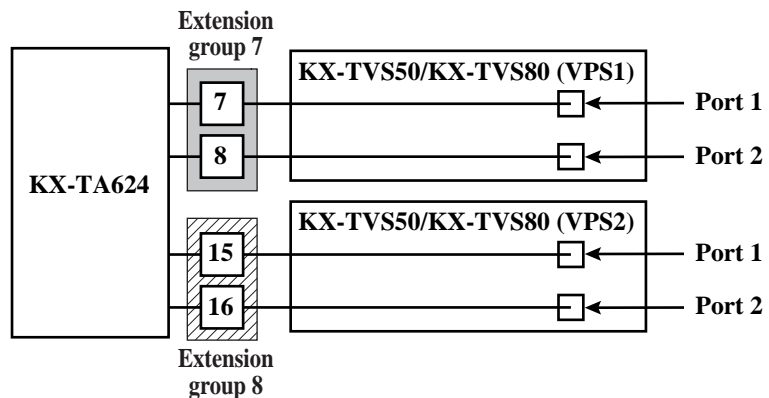 Extension
group 7
KX-TA624
KX-TVS50/KX-TVS80 (VPS1)
7
Port 1
8
Port 2
KX-TVS50/KX-TVS80 (VPS2)
15
Port 1
16
Port 2
Extension
group 8